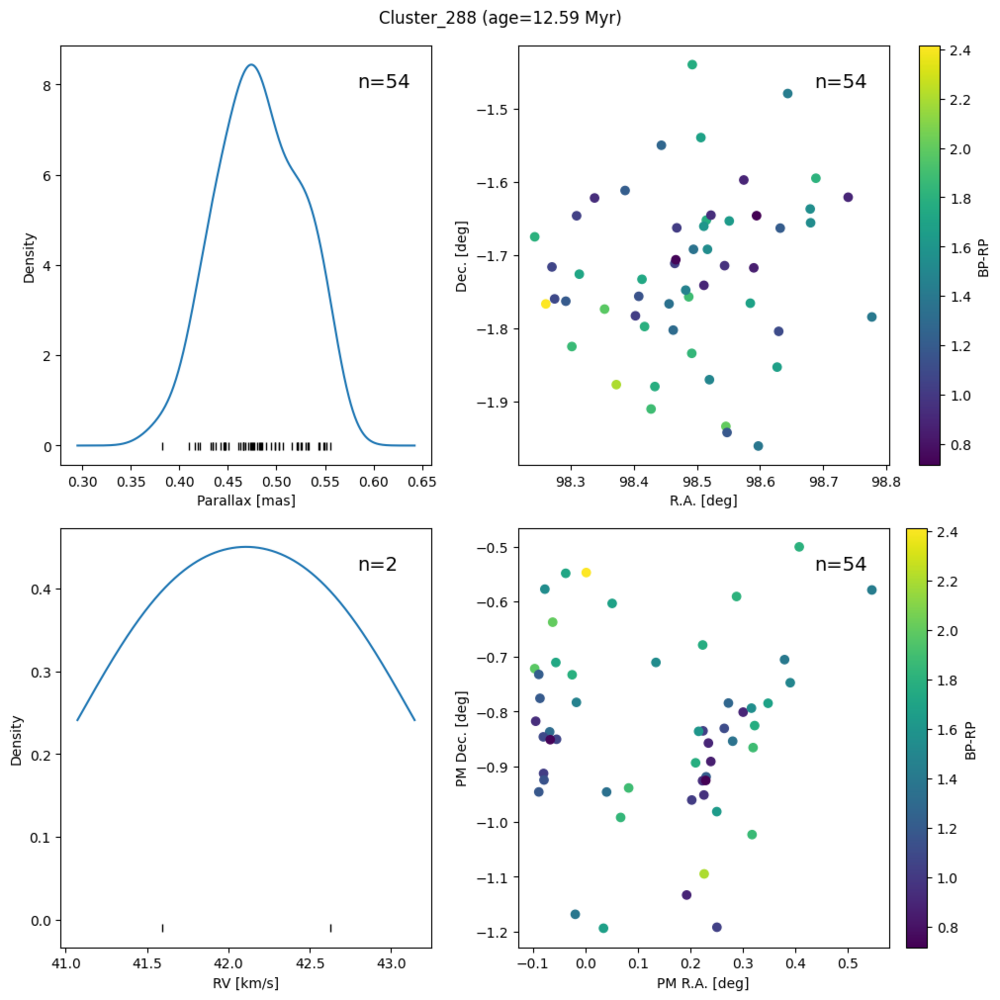 Cluster_288 (age=12.59 Myr)
n=54
Density
0
2
4
6
8
0.30 0.35 0.40 0.45 0.50 0.55 0.60 0.65
Parallax [mas]
n=54
Dec. [deg]
−1.5
−1.6
−1.7
−1.8
−1.9
98.3 98.4 98.5 98.6 98.7 98.8
R.A. [deg]
2.4
2.2
2.0
1.8
1.6
1.4
1.2
1.0
0.8
BP-RP
n=2
Density
0.4
0.3
0.2
0.1
0.0
41.0 41.5 42.0 42.5 43.0
RV [km/s]
n=54
PM Dec. [deg]
−0.5
−0.6
−0.7
−0.8
−0.9
−1.0
−1.1
−1.2
−0.1 0.0 0.1 0.2 0.3 0.4 0.5
PM R.A. [deg]
2.4
2.2
2.0
1.8
1.6
1.4
1.2
1.0
0.8
BP-RP